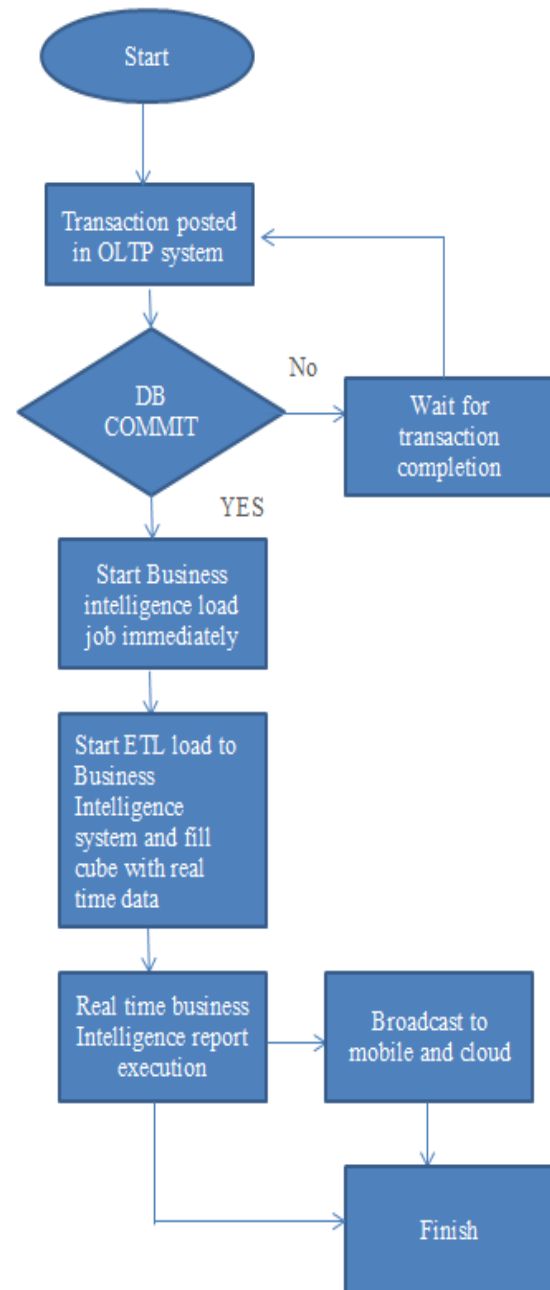 Start
Transaction posted
in OLTP system
DB
COMMIT
No
Wait for
transaction
completion
YES
Start Business
intelligence load
job immediately
Start ETL load to
Business
Intelligence
system and fill
cube with real
time data
Real time business
Intelligence report
execution
Broadcast to
mobile and cloud
Finish